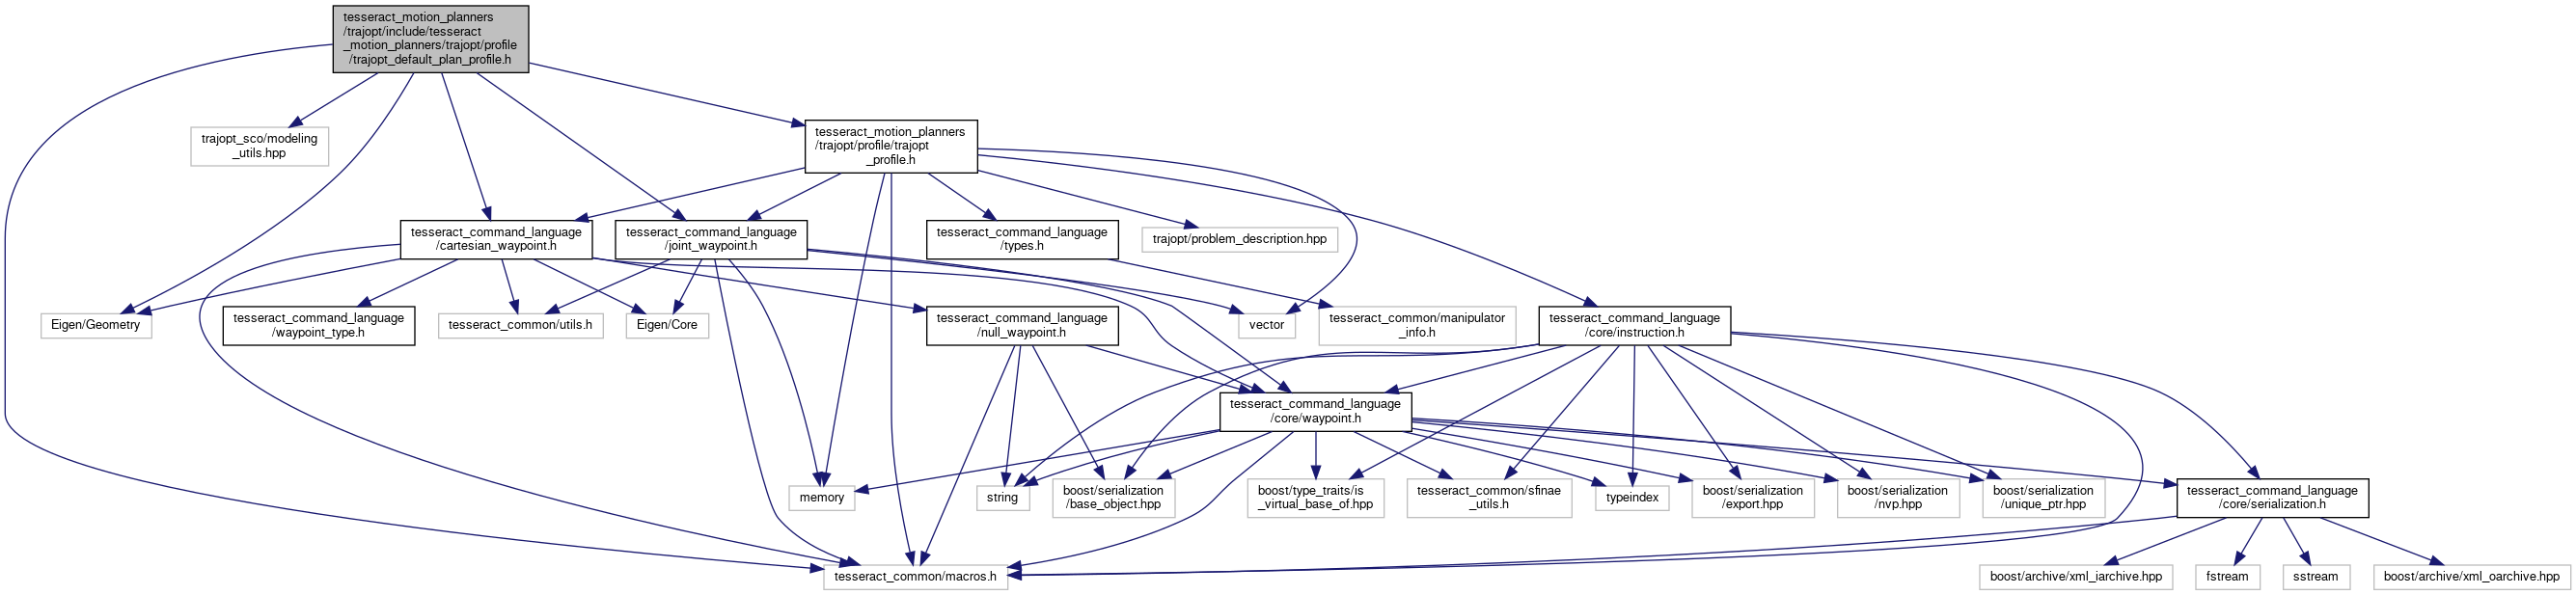 tesseract_motion_planners
/trajopt/include/tesseract
_motion_planners/trajopt/profile
/trajopt_default_plan_profile.h
trajopt_sco/modeling
_utils.hpp
tesseract_motion_planners
/trajopt/profile/trajopt
_profile.h
tesseract_command_language
/cartesian_waypoint.h
tesseract_command_language
/joint_waypoint.h
tesseract_command_language
/types.h
trajopt/problem_description.hpp
Eigen/Geometry
tesseract_command_language
/waypoint_type.h
tesseract_common/utils.h
Eigen/Core
tesseract_command_language
/null_waypoint.h
vector
tesseract_common/manipulator
_info.h
tesseract_command_language
/core/instruction.h
tesseract_command_language
/core/waypoint.h
memory
string
boost/serialization
/base_object.hpp
boost/type_traits/is
_virtual_base_of.hpp
tesseract_common/sfinae
_utils.h
typeindex
boost/serialization
/export.hpp
boost/serialization
/nvp.hpp
boost/serialization
/unique_ptr.hpp
tesseract_command_language
/core/serialization.h
tesseract_common/macros.h
boost/archive/xml_iarchive.hpp
fstream
sstream
boost/archive/xml_oarchive.hpp